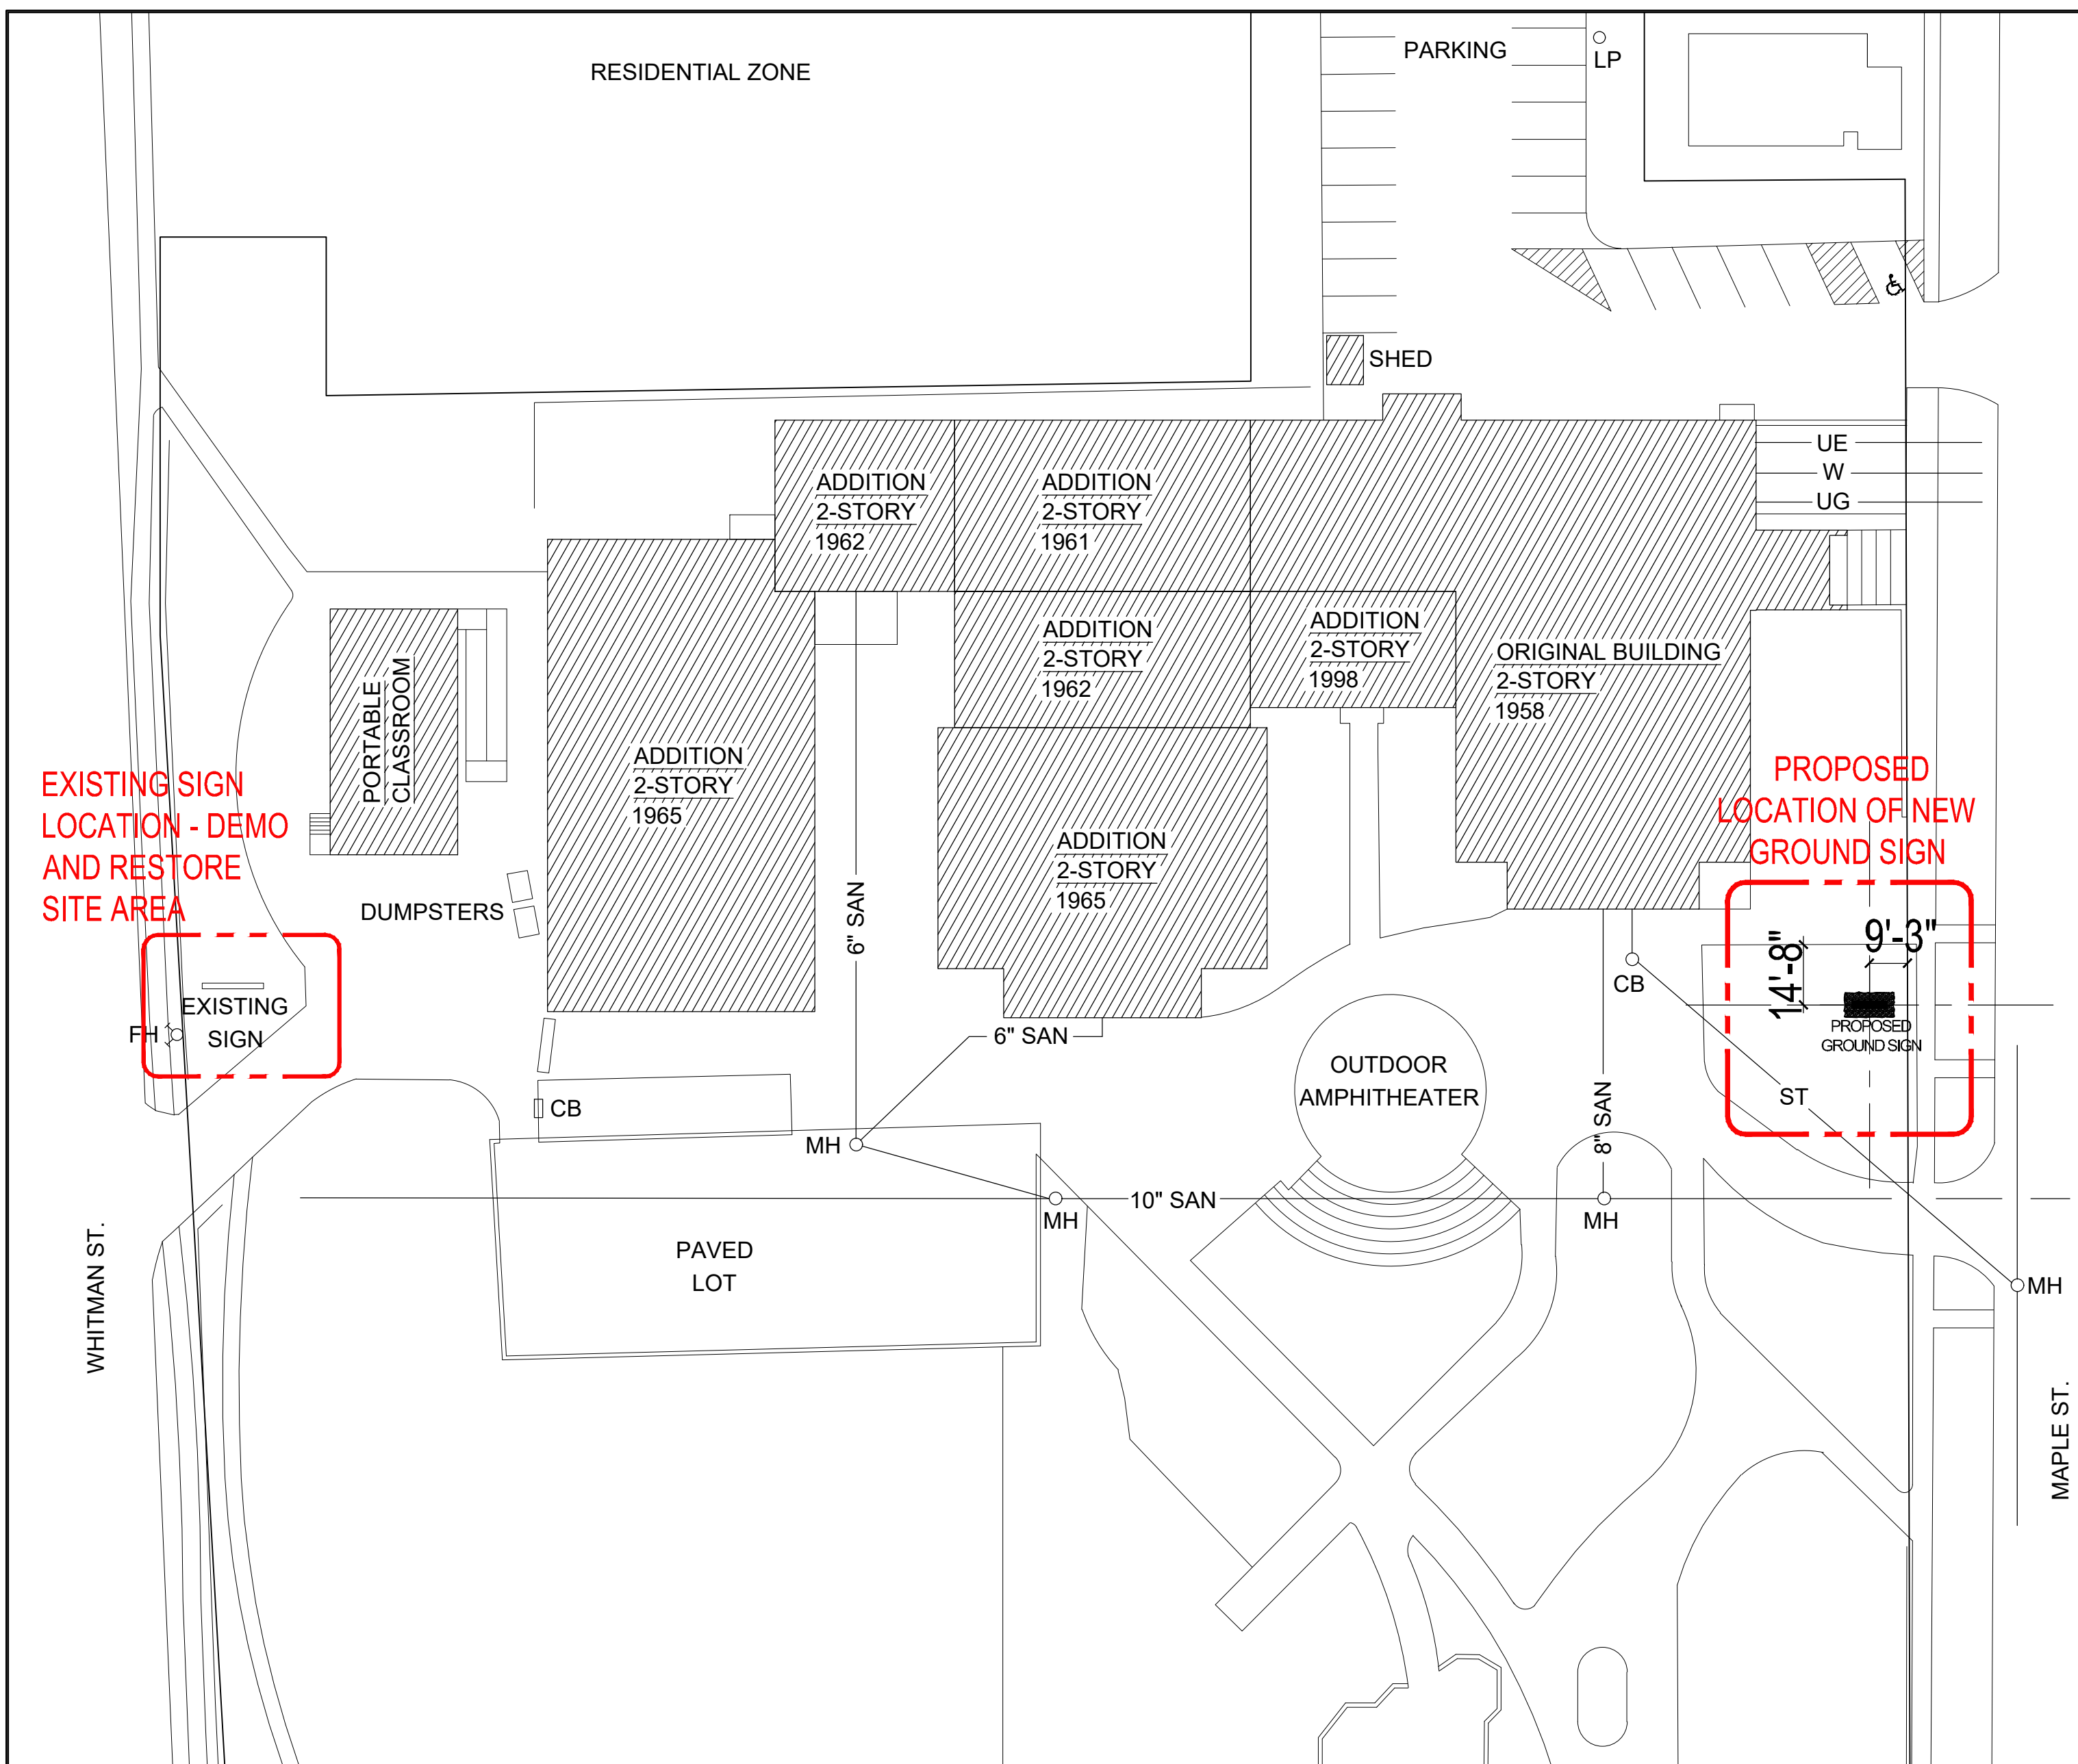 RESIDENTIAL ZONE
PARKING
LP
SHED
UE
W
UG
ADDITION
2-STORY
1962
ADDITION
2-STORY
1961
ADDITION
2-STORY
1962
ADDITION
2-STORY
1998
ORIGINAL BUILDING
2-STORY
1958
PORTABLE
CLASSROOM
ADDITION
2-STORY
1965
ADDITION
2-STORY
1965
EXISTING SIGN
LOCATION - DEMO
AND RESTORE
SITE AREA
PROPOSED
LOCATION OF NEW
GROUND SIGN
DUMPSTERS
6" SAN
9'-3"
14'-8"
CB
EXISTING
SIGN
FH
PROPOSED
GROUND SIGN
6" SAN
OUTDOOR
AMPHITHEATER
8" SAN
ST
CB
MH
10" SAN
MH
MH
PAVED
LOT
MH
WHITMAN ST.
MAPLE ST.